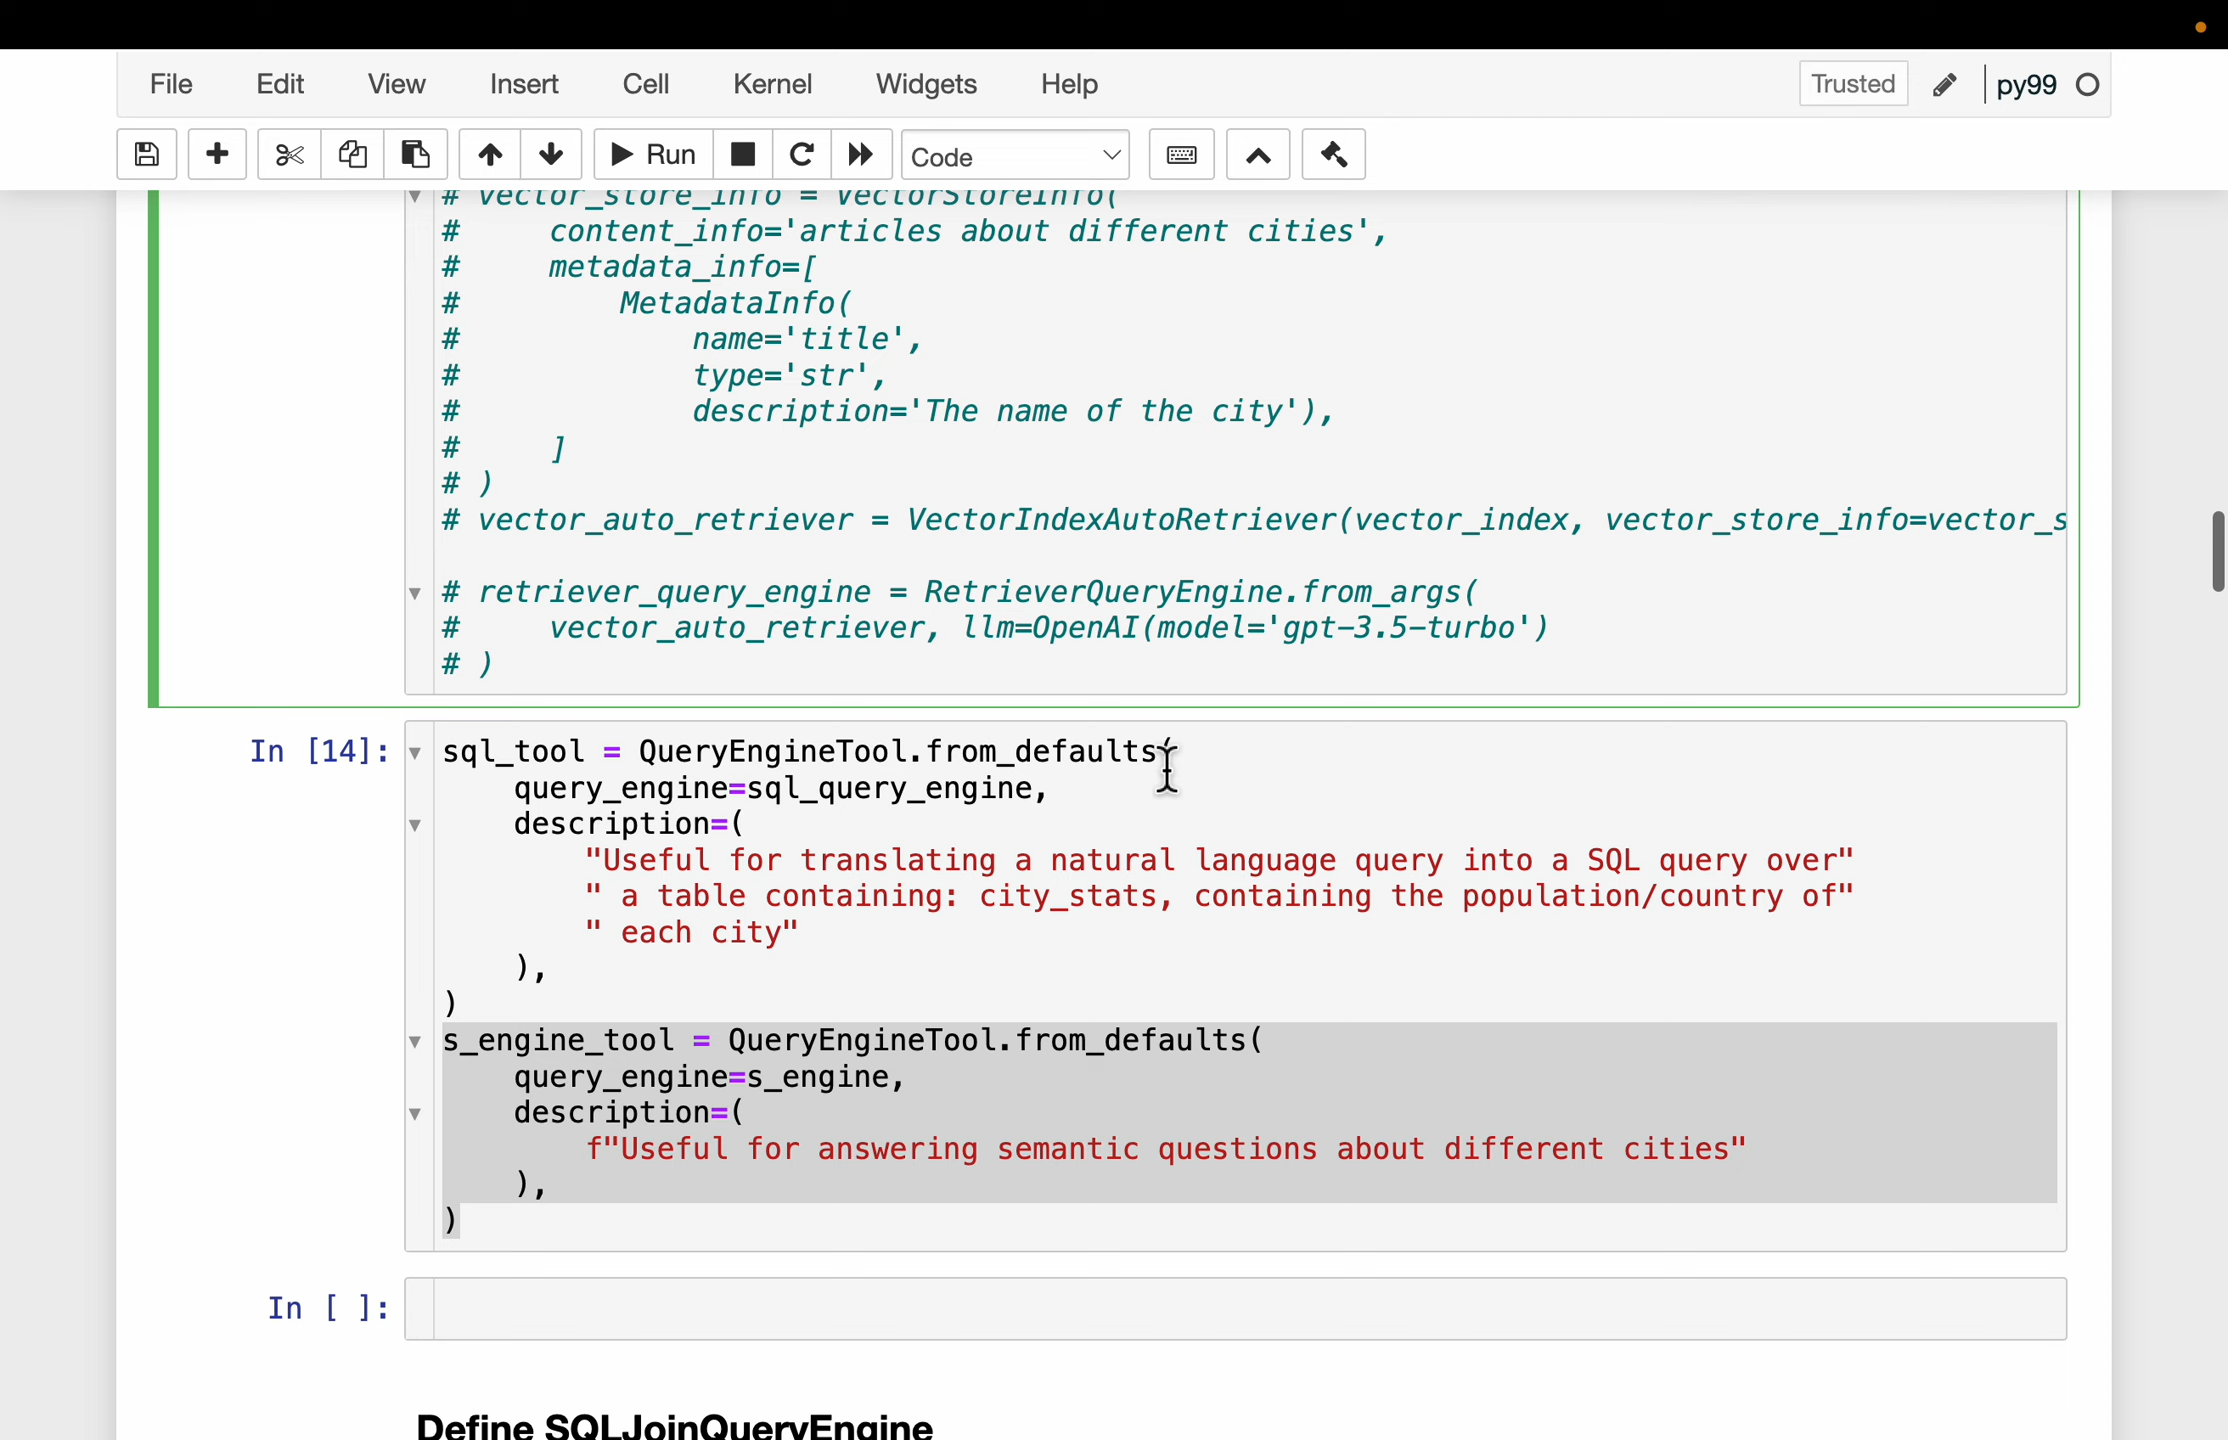 File Edit View Insert Cell Kernel Widgets Help Trusted py99
Run Code
# vector_store_info = VectorStoreInfo(
#     content_info='articles about different cities',
#     metadata_info=[
#         MetadataInfo(
#             name='title',
#             type='str',
#             description='The name of the city'),
#     ]
# )
# vector_auto_retriever = VectorIndexAutoRetriever(vector_index, vector_store_info=vector_s
# retriever_query_engine = RetrieverQueryEngine.from_args(
#     vector_auto_retriever, llm=OpenAI(model='gpt-3.5-turbo')
# )
In [14]: sql_tool = QueryEngineTool.from_defaults(
    query_engine=sql_query_engine,
    description=(
        "Useful for translating a natural language query into a SQL query over"
        " a table containing: city_stats, containing the population/country of"
        " each city"
    ),
)
s_engine_tool = QueryEngineTool.from_defaults(
    query_engine=s_engine,
    description=(
        f"Useful for answering semantic questions about different cities"
    ),
)
In [ ]:
Define SQLJoinQueryEngine